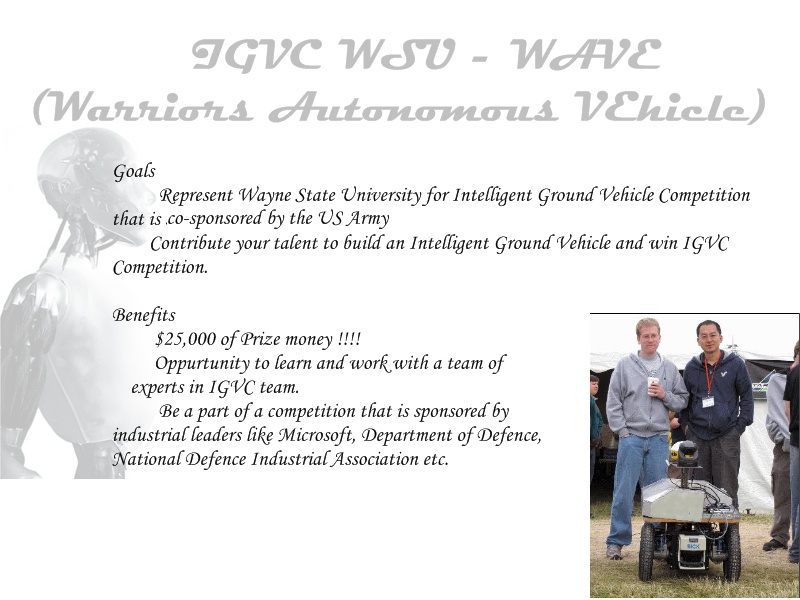 IGVC WSU - WAVE
(Warriors Autonomous VEhicle)
Goals
Represent Wayne State University for Intelligent Ground Vehicle Competition
that is co-sponsored by the US Army
Contribute your talent to build an Intelligent Ground Vehicle and win IGVC
Competition.
Benefits
$25,000 of Prize money !!!!
Oppurtunity to learn and work with a team of
experts in IGVC team.
Be a part of a competition that is sponsored by
industrial leaders like Microsoft, Department of Defence,
National Defence Industrial Association etc.
SICK